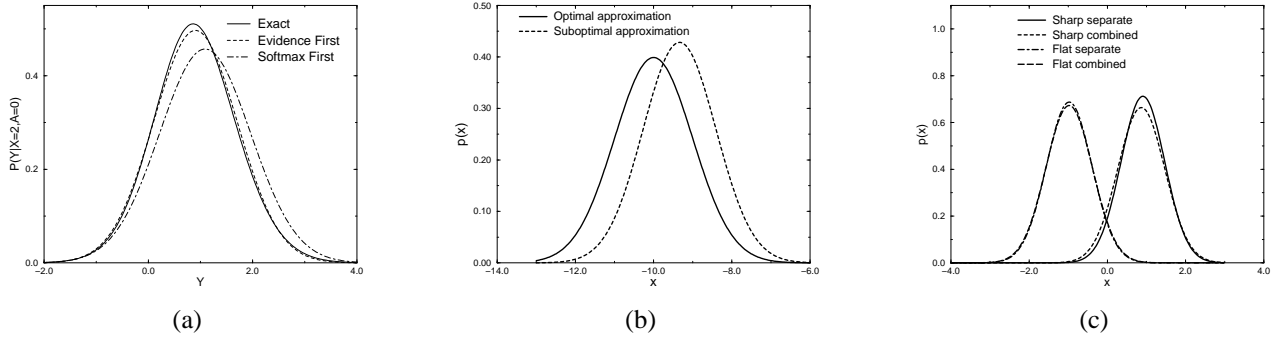 Exact
Evidence First
Softmax First
P(Y|X=2,A=0)
0.4
0.2
0.0
−2.0
0.0
2.0
4.0
Y
(a)
Optimal approximation
Suboptimal approximation
p(x)
0.50
0.40
0.30
0.20
0.10
0.00
−14.0
−12.0
−10.0
−8.0
−6.0
x
(b)
Sharp separate
Sharp combined
Flat separate
Flat combined
p(x)
1.0
0.8
0.6
0.4
0.2
0.0
−4.0
−2.0
0.0
2.0
4.0
x
(c)